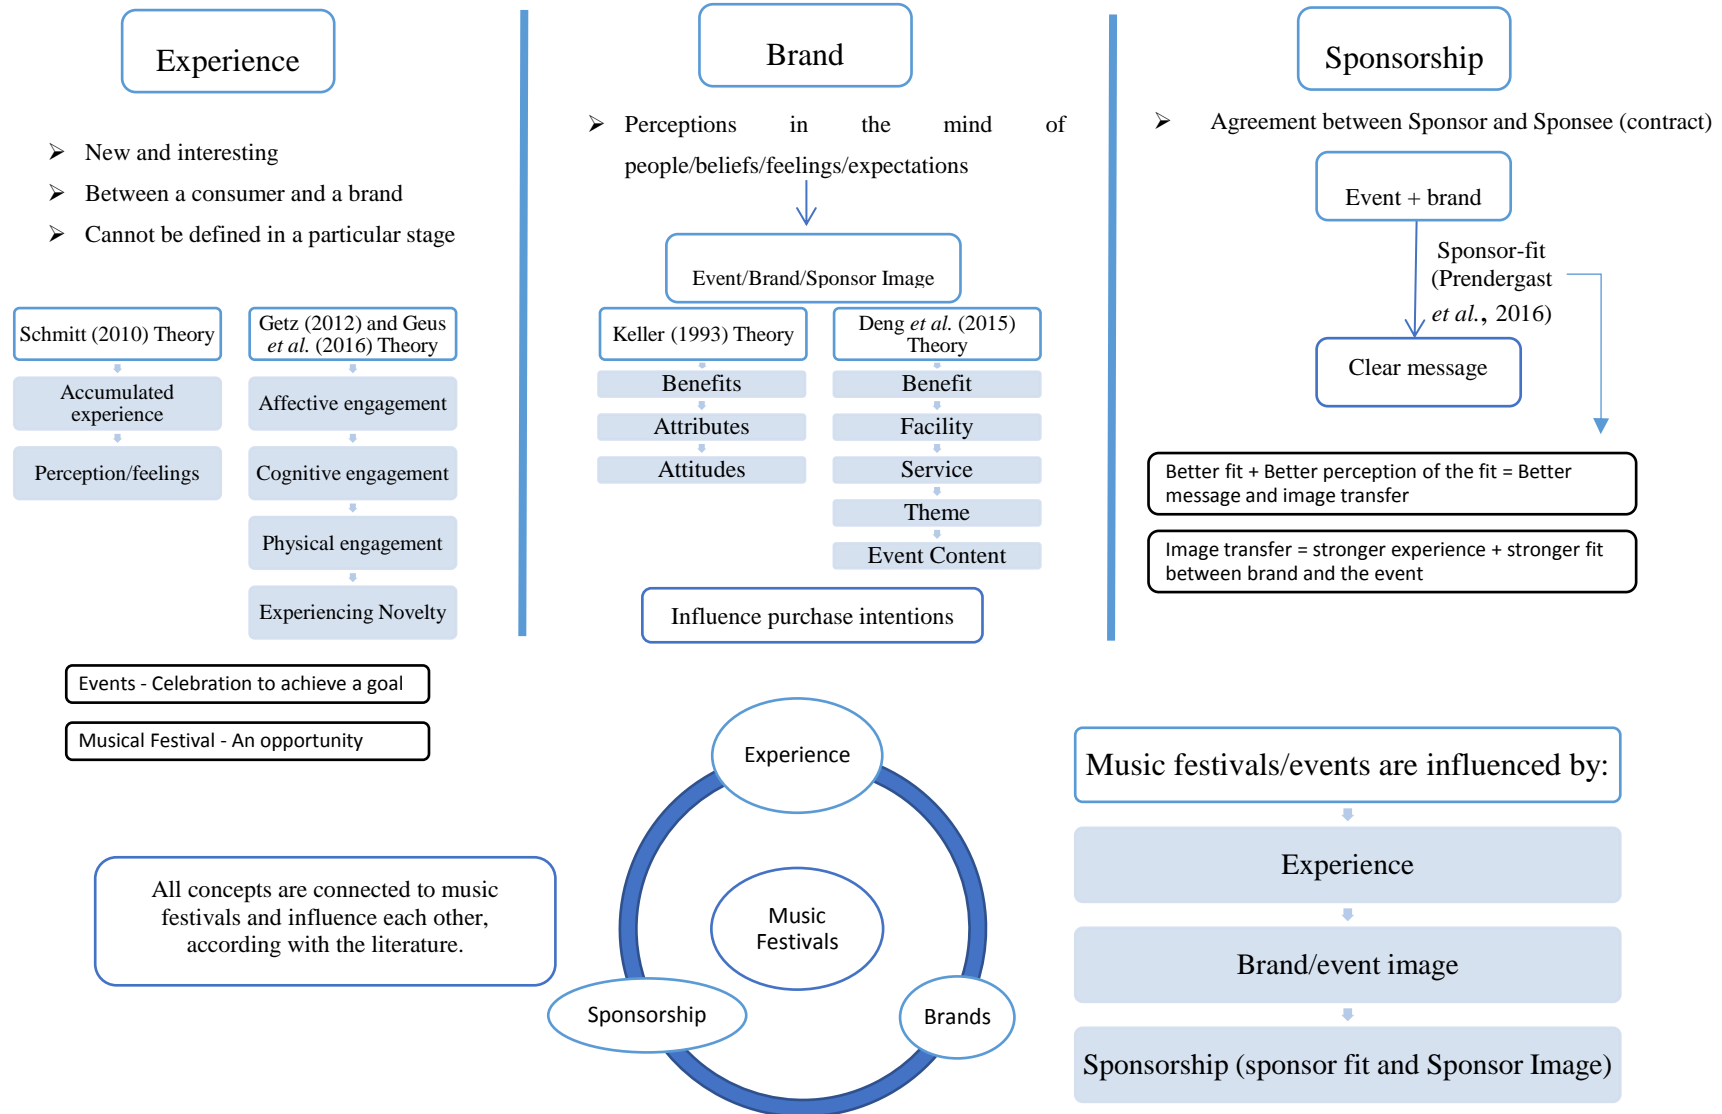 Experience
New and interesting
Between a consumer and a brand
Cannot be defined in a particular stage
Schmitt (2010) Theory
Accumulated
experience
Perception/feelings
Getz (2012) and Geus
et al. (2016) Theory
Affective engagement
Cognitive engagement
Physical engagement
Experiencing Novelty
Events - Celebration to achieve a goal
Musical Festival - An opportunity
Brand
Perceptions in the mind of
people/beliefs/feelings/expectations
Event/Brand/Sponsor Image
Keller (1993) Theory
Benefits
Attributes
Attitudes
Deng et al. (2015)
Theory
Benefit
Facility
Service
Theme
Event Content
Influence purchase intentions
Sponsorship
Agreement between Sponsor and Sponsee (contract)
Event + brand
Sponsor-fit
(Prendergast
et al., 2016)
Clear message
Better fit + Better perception of the fit = Better
message and image transfer
Image transfer = stronger experience + stronger fit
between brand and the event
All concepts are connected to music
festivals and influence each other,
according with the literature.
Experience
Music
Festivals
Sponsorship
Brands
Music festivals/events are influenced by:
Experience
Brand/event image
Sponsorship (sponsor fit and Sponsor Image)